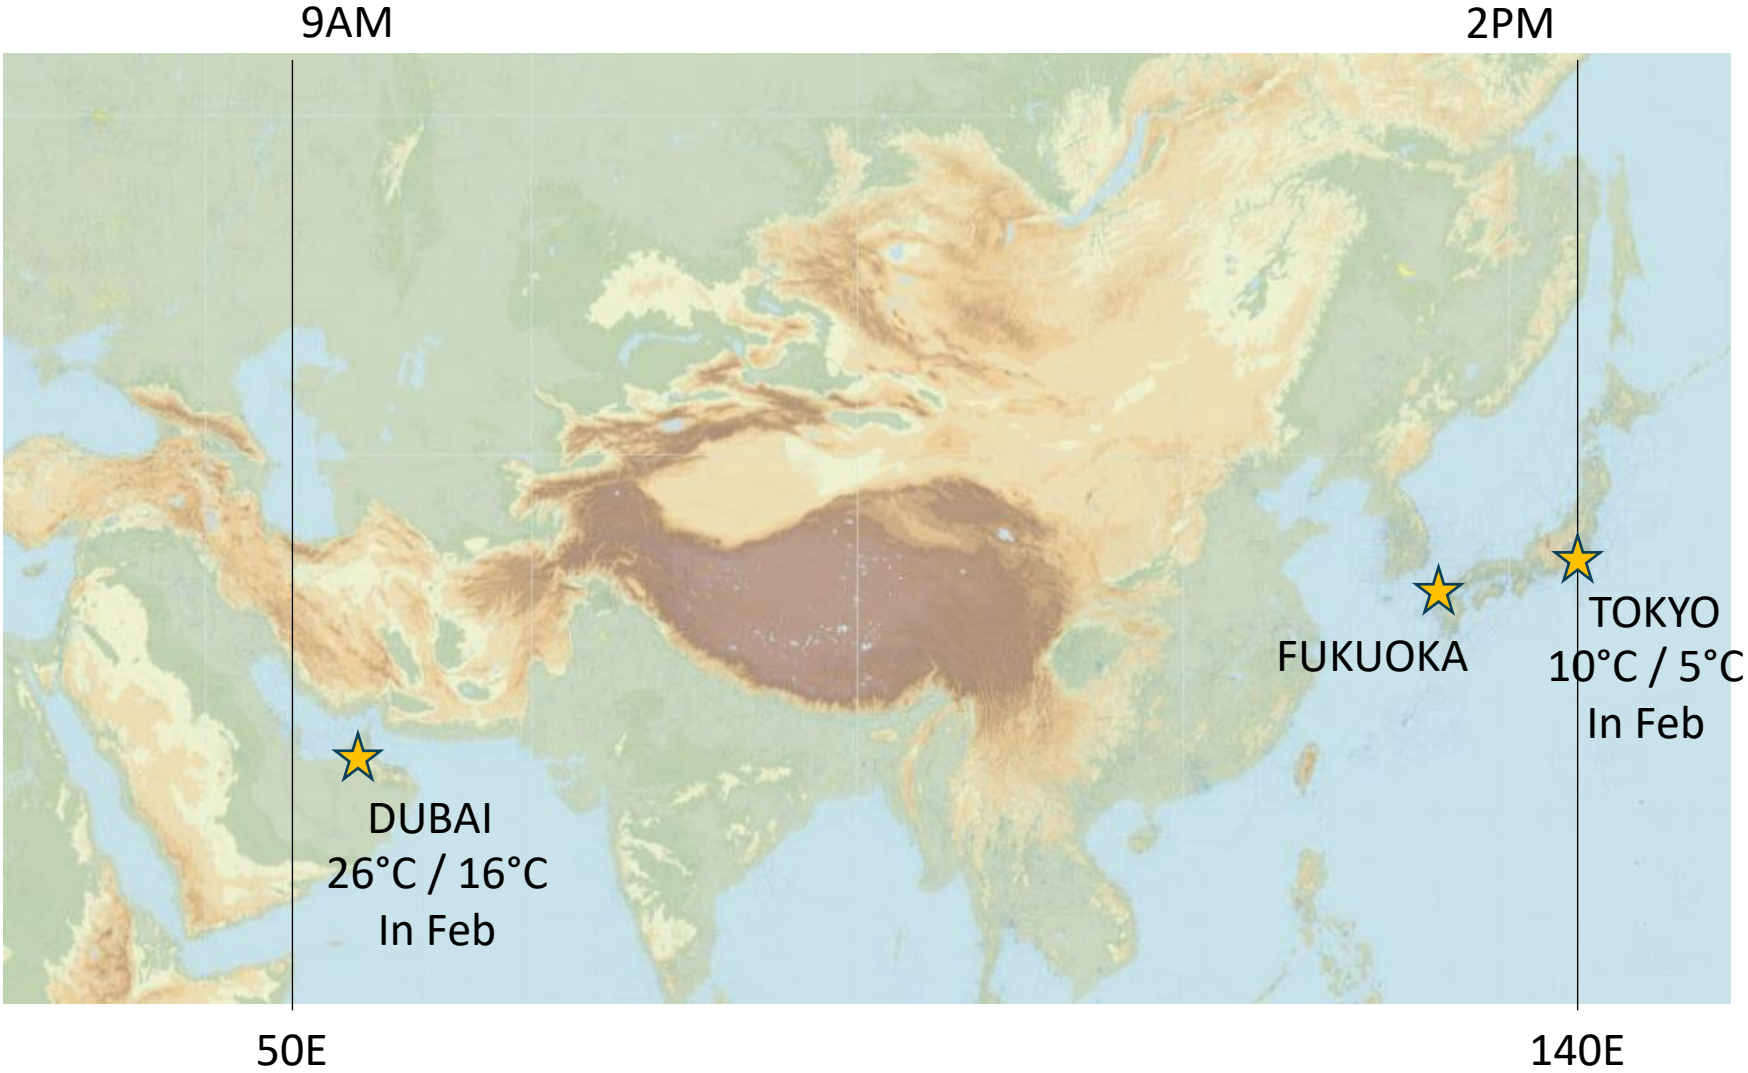 9AM
2PM
FUKUOKA
TOKYO
10°C / 5°C
In Feb
DUBAI
26°C / 16°C
In Feb
50E
140E